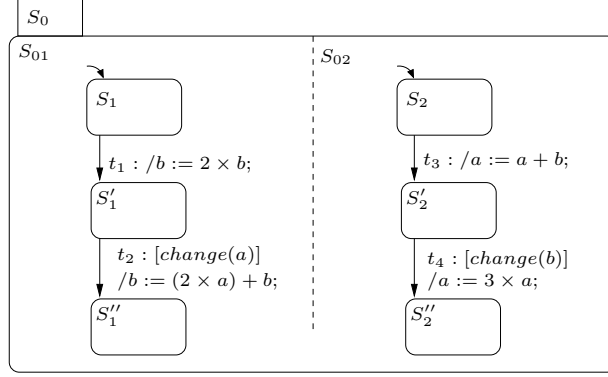 S₀
S₀₁
S₀₂
S₁
S₂
t₁ : /b := 2 × b;
t₃ : /a := a + b;
S′₁
S′₂
t₂ : [change(a)]
/b := (2 × a) + b;
t₄ : [change(b)]
/a := 3 × a;
S″₁
S″₂